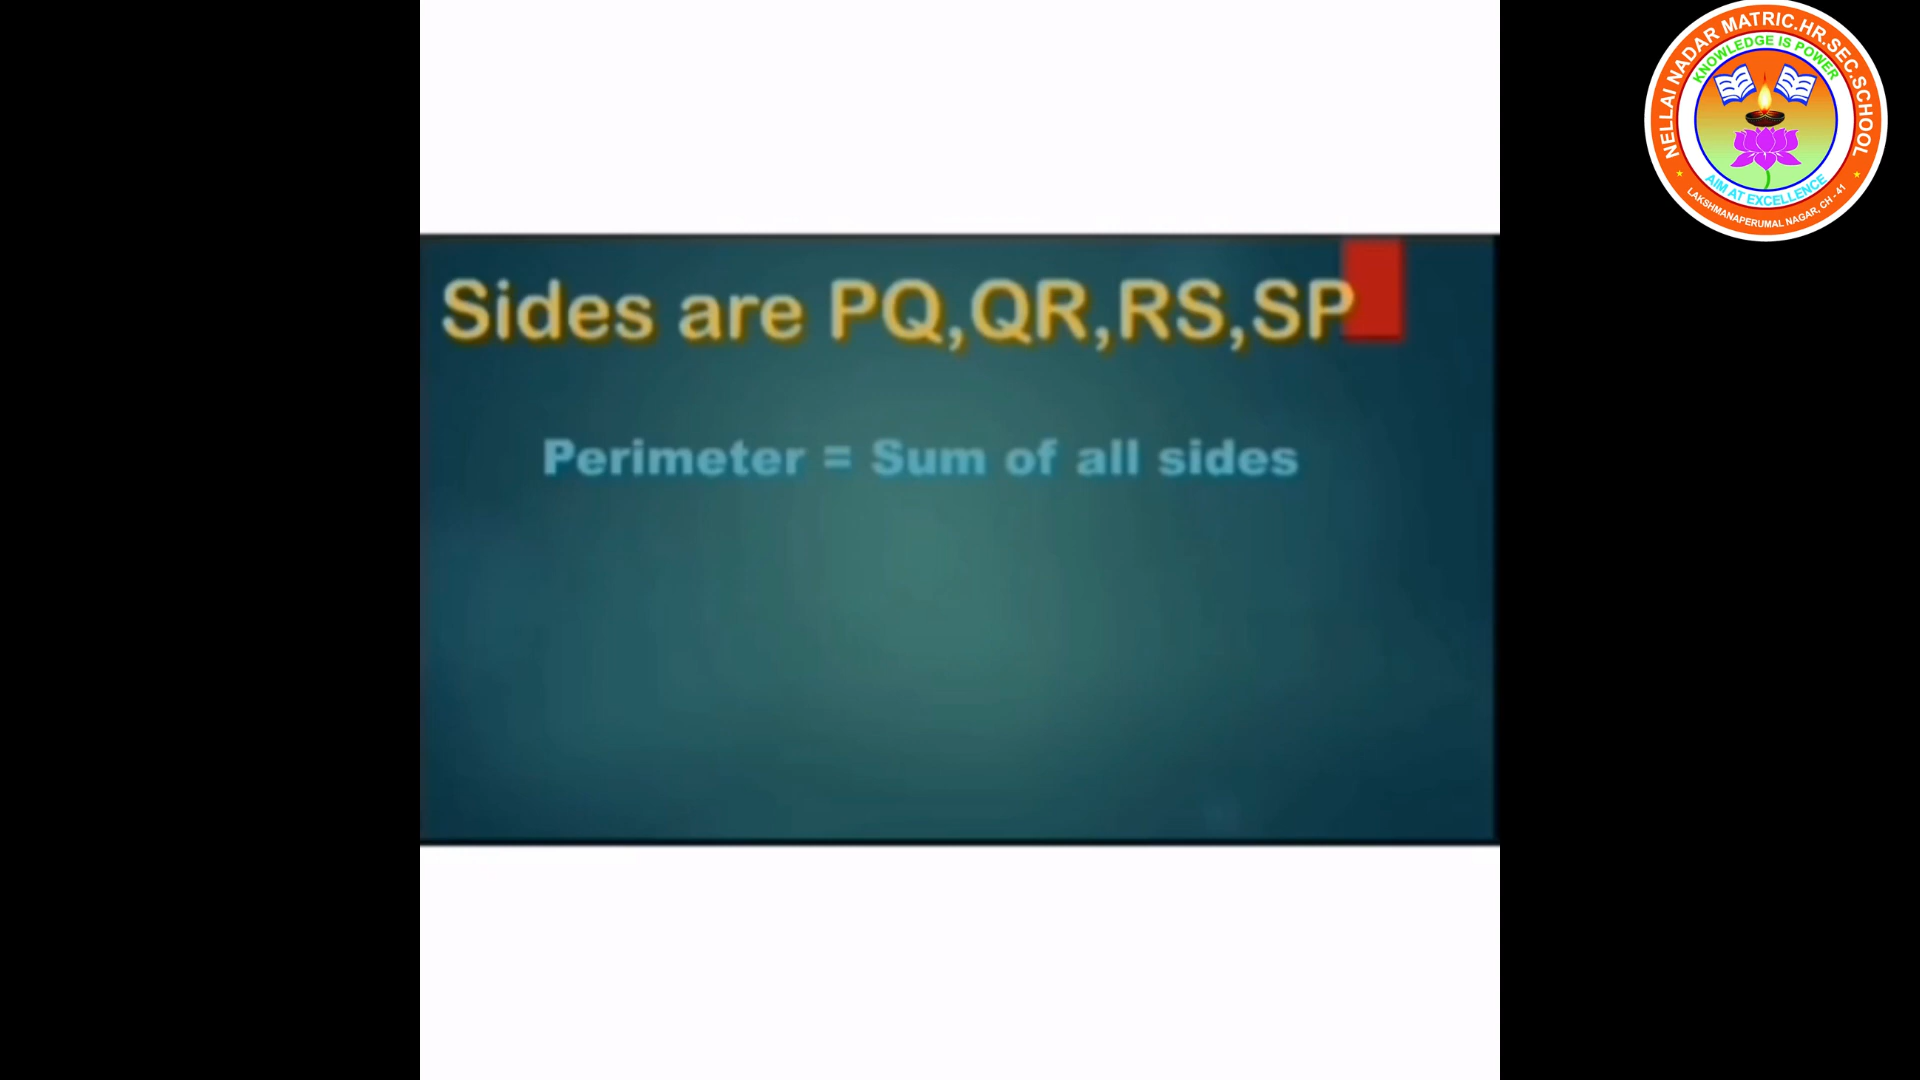 Sides are PQ,QR,RS,SP
Perimeter = Sum of all sides
NELLAI NADAR MATRIC.HR.SEC.SCHOOL
KNOWLEDGE IS POWER
AIM AT EXCELLENCE
LAKSHMANAPERUMAL NAGAR, CH - 41